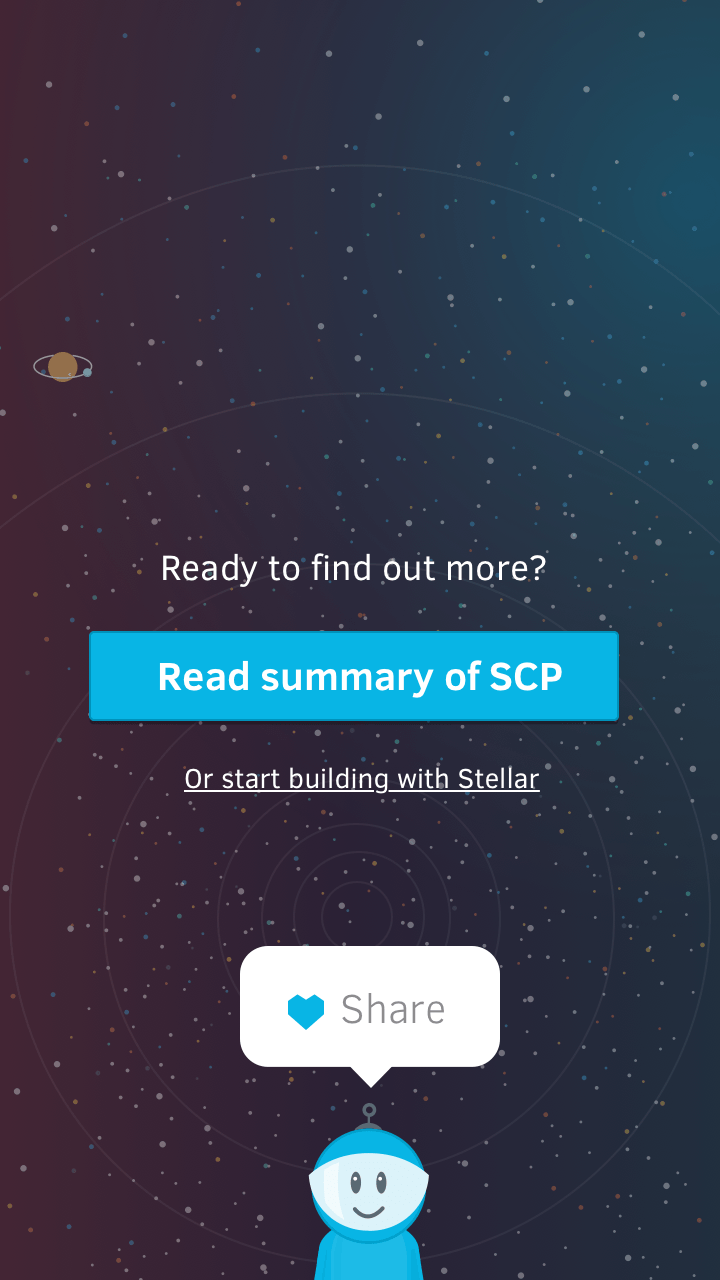 Ready to find out more?
Read summary of SCP
Or start building with Stellar
Share